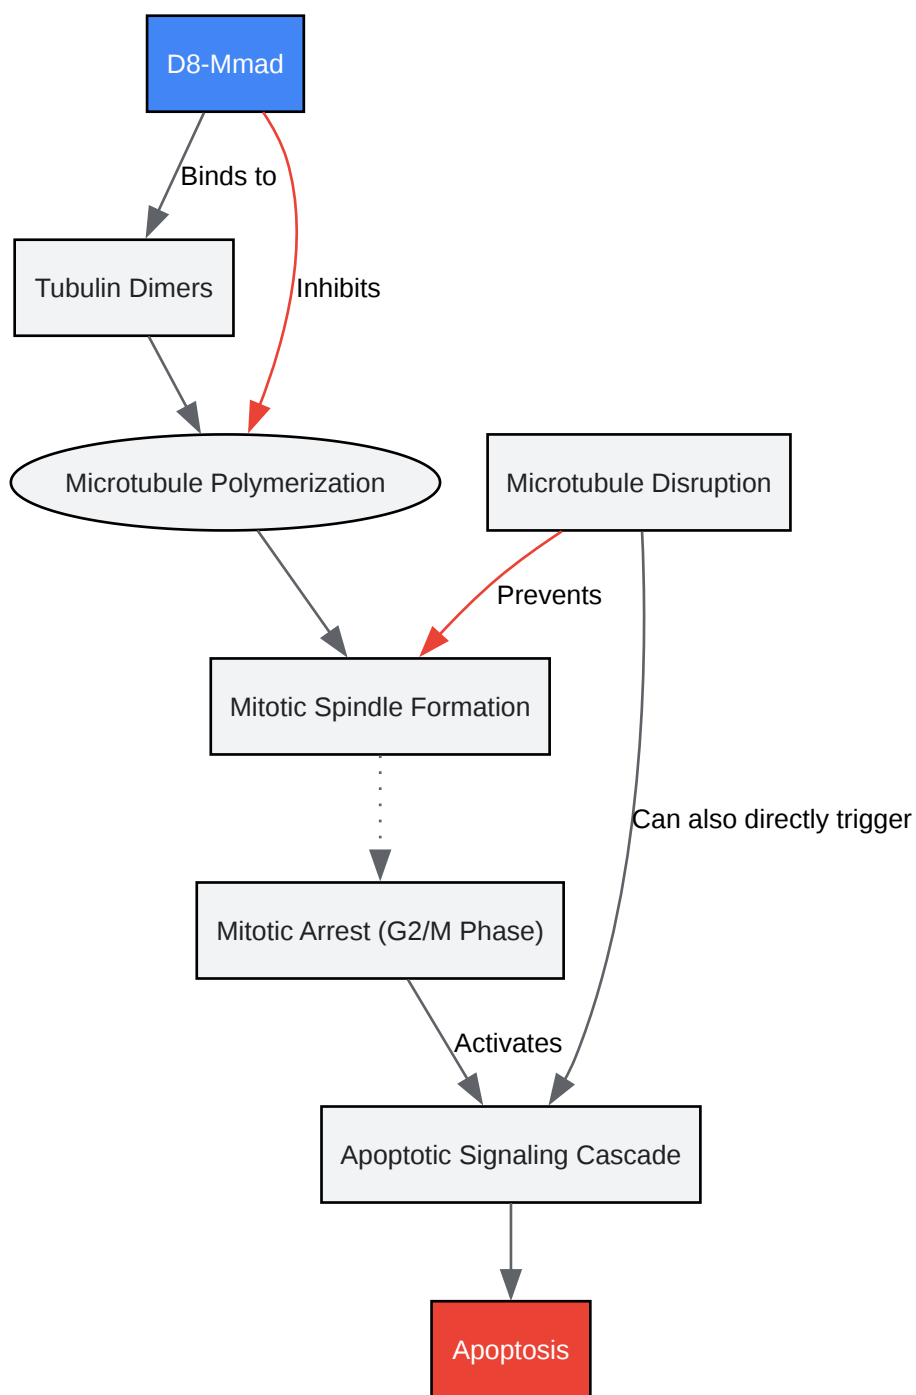 D8-Mmad
Binds to
Tubulin Dimers
Inhibits
Microtubule Polymerization
Microtubule Disruption
Prevents
Mitotic Spindle Formation
Can also directly trigger
Mitotic Arrest (G2/M Phase)
Activates
Apoptotic Signaling Cascade
Apoptosis